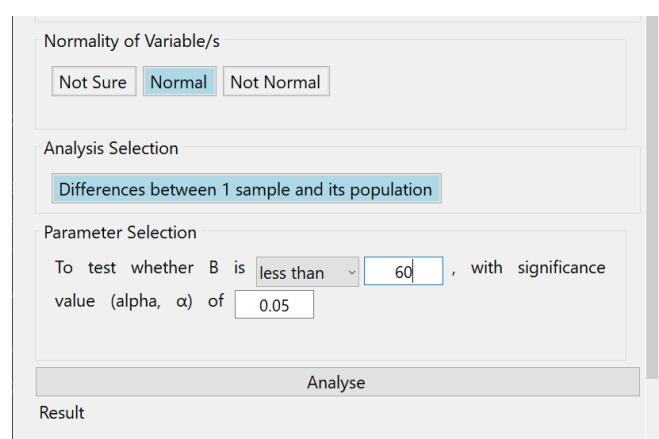 Normality of Variable/s
Not Sure Normal Not Normal
Analysis Selection
Differences between 1 sample and its population
Parameter Selection
To test whether B is less than 60 , with significance
value (alpha, α) of 0.05
Analyse
Result